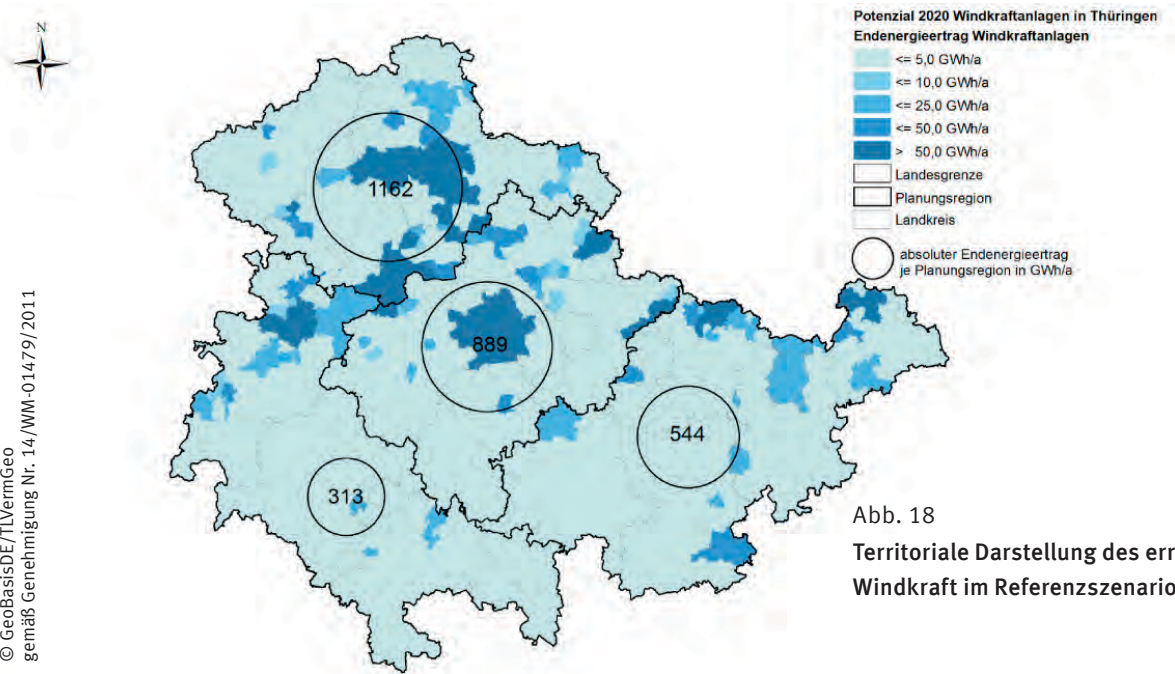 N
Potenzial 2020 Windkraftanlagen in Thüringen
Endenergieertrag Windkraftanlagen
<= 5,0 GWh/a
<= 10,0 GWh/a
<= 25,0 GWh/a
<= 50,0 GWh/a
> 50,0 GWh/a
Landesgrenze
Planungsregion
Landkreis
absoluter Endenergieertrag
je Planungsregion in GWh/a
1162
889
544
313
© GeoBasisDE/TLVermGeo
gemäß Genehmigung Nr. 14/WM-01479/2011
Abb. 18
Territoriale Darstellung des err
Windkraft im Referenzszenario